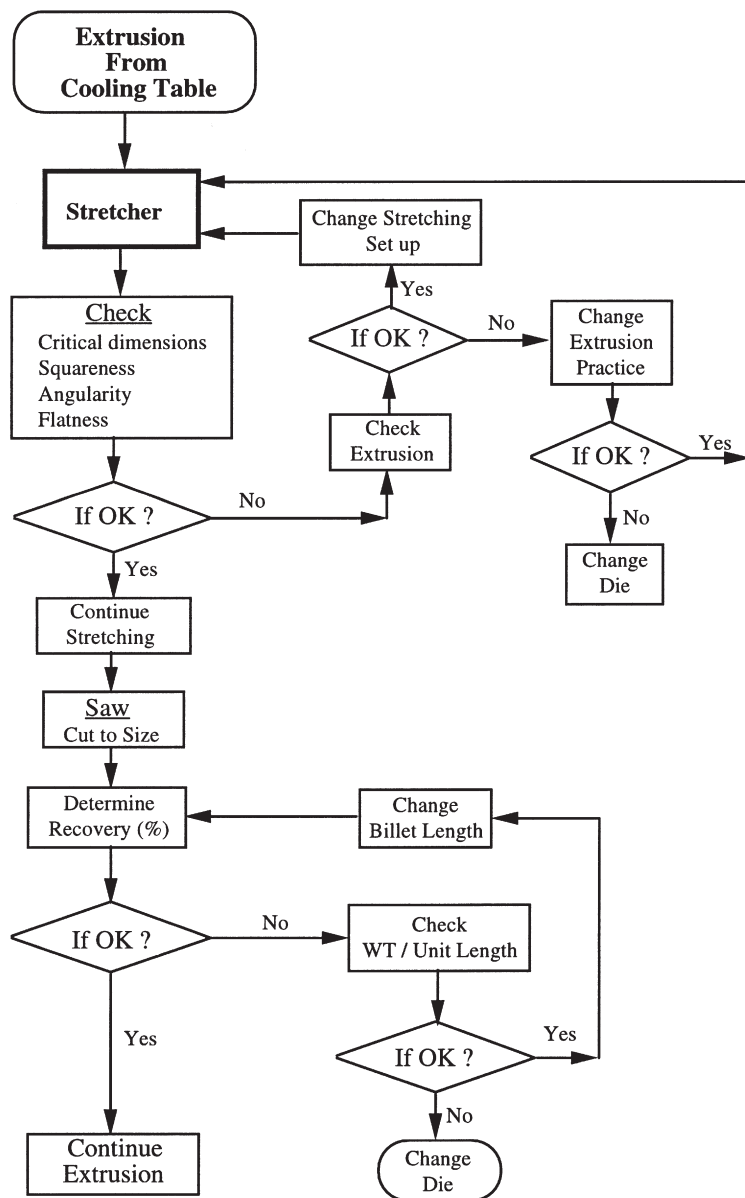 Extrusion
From
Cooling Table
Stretcher
Change Stretching
Set up
Yes
Check
Critical dimensions
Squareness
Angularity
Flatness
If OK ?
No
Change
Extrusion
Practice
Check
Extrusion
If OK ?
Yes
No
Change
Die
If OK ?
No
Yes
Continue
Stretching
Saw
Cut to Size
Determine
Recovery (%)
Change
Billet Length
If OK ?
No
Check
WT / Unit Length
Yes
If OK ?
Yes
No
Continue
Extrusion
Change
Die